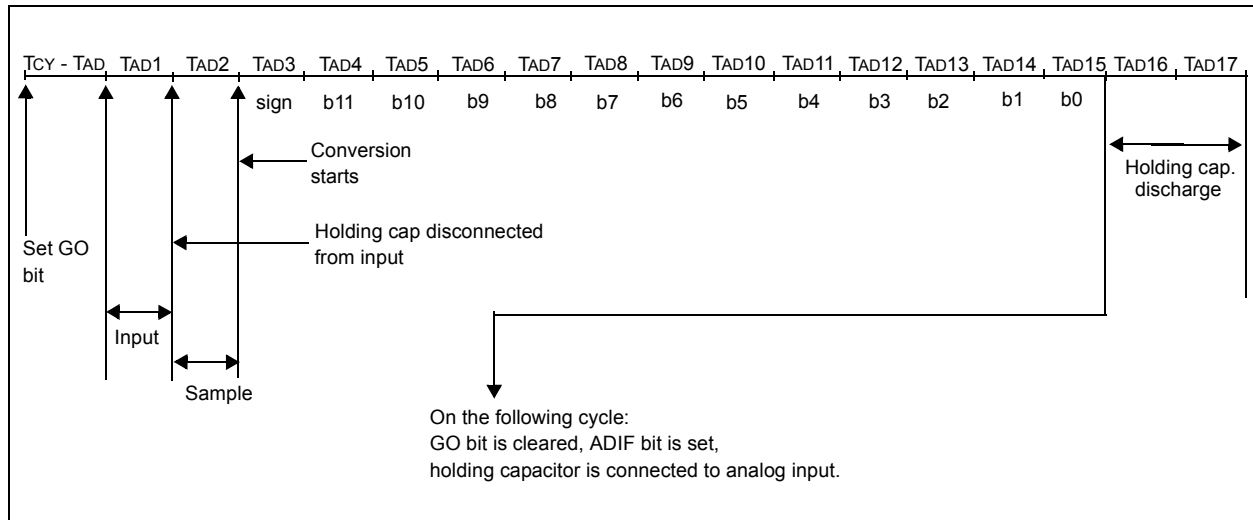 TCY - TAD TAD1 TAD2 TAD3 TAD4 TAD5 TAD6 TAD7 TAD8 TAD9 TAD10 TAD11 TAD12 TAD13 TAD14 TAD15 TAD16 TAD17
sign b11 b10 b9 b8 b7 b6 b5 b4 b3 b2 b1 b0
Conversion
starts
Holding cap.
discharge
Holding cap disconnected
from input
Set GO
bit
Input
Sample
On the following cycle:
GO bit is cleared, ADIF bit is set,
holding capacitor is connected to analog input.